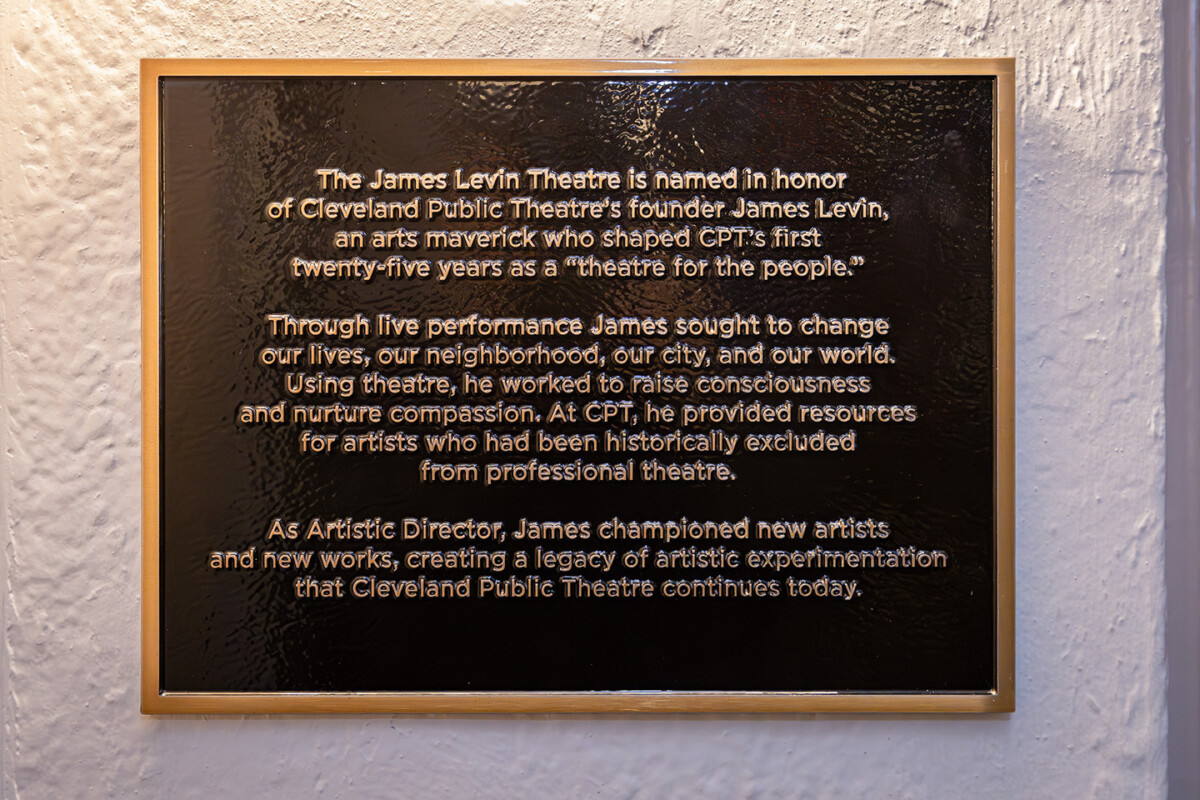 The James Levin Theatre is named in honor
of Cleveland Public Theatre's founder James Levin,
an arts maverick who shaped CPT's first
twenty-five years as a “theatre for the people.”
Through live performance James sought to change
our lives, our neighborhood, our city, and our world.
Using theatre, he worked to raise consciousness
and nurture compassion. At CPT, he provided resources
for artists who had been historically excluded
from professional theatre.
As Artistic Director, James championed new artists
and new works, creating a legacy of artistic experimentation
that Cleveland Public Theatre continues today.